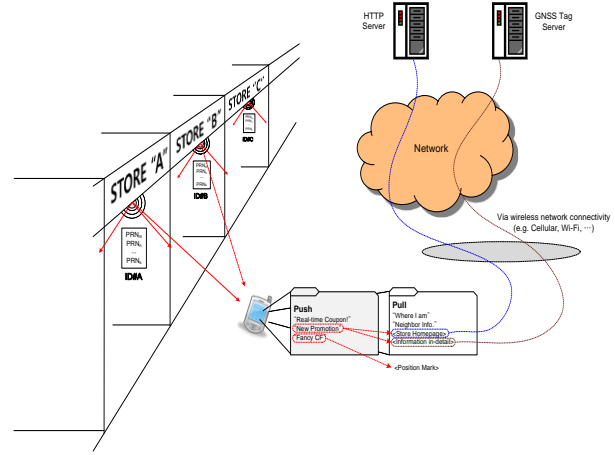 HTTP
Server
GNSS Tag
Server
Network
Via wireless network connectivity
(e.g. Cellular, Wi-Fi, ···)
STORE "A"
STORE "B"
STORE "C"
...
ID#A
ID#B
ID#C
Push
"Real-time Coupon!"
New Promotion
Fancy CF
Pull
"Where I am"
"Neighbor Info."
<Store Homepage>
<Information in-detail>
<Position Mark>